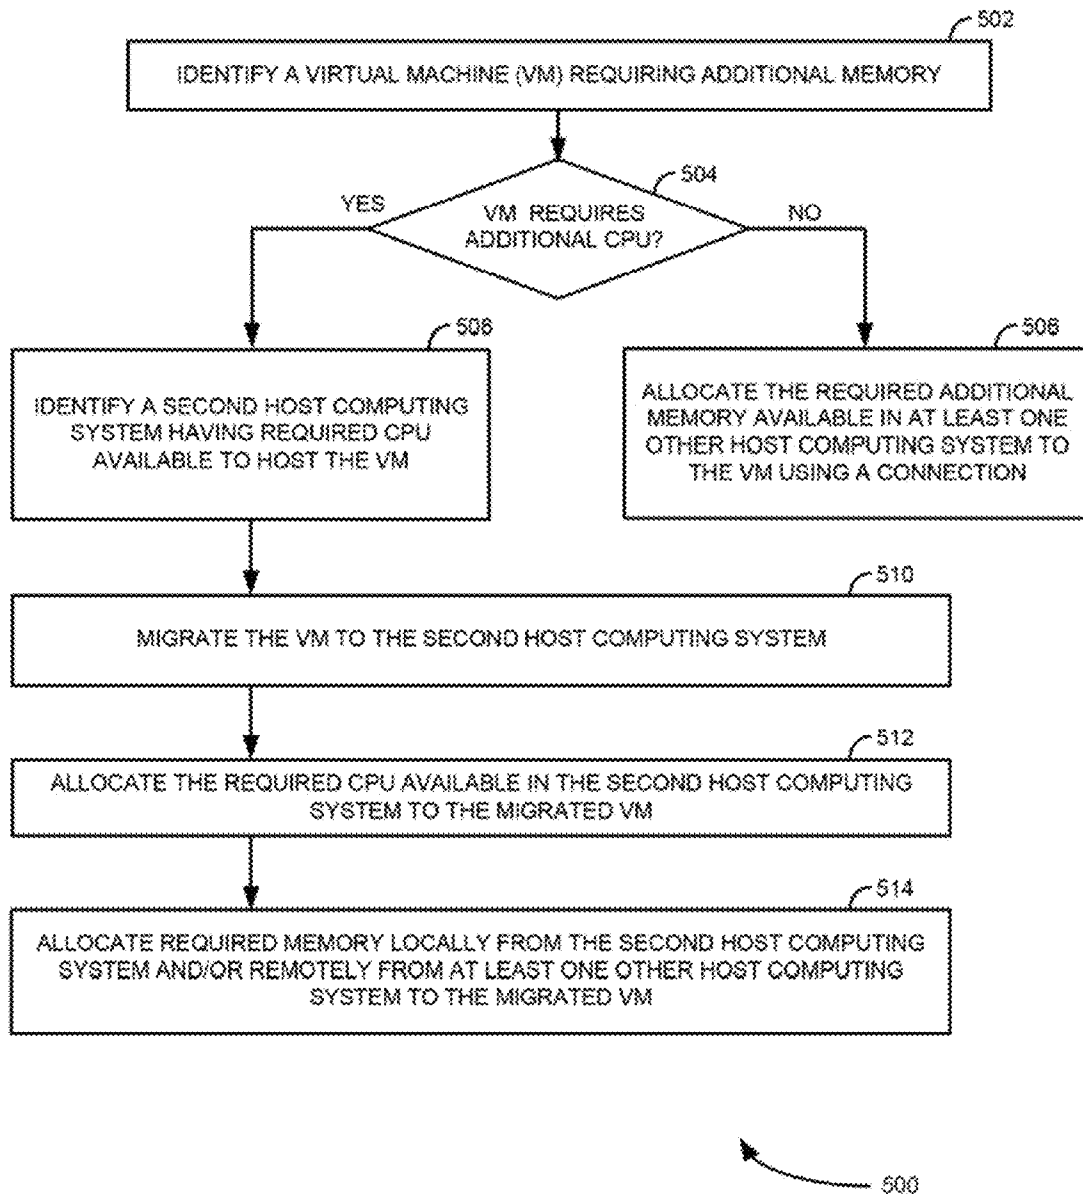 502
IDENTIFY A VIRTUAL MACHINE (VM) REQUIRING ADDITIONAL MEMORY
504
YES
VM REQUIRES
ADDITIONAL CPU?
NO
508
IDENTIFY A SECOND HOST COMPUTING
SYSTEM HAVING REQUIRED CPU
AVAILABLE TO HOST THE VM
506
ALLOCATE THE REQUIRED ADDITIONAL
MEMORY AVAILABLE IN AT LEAST ONE
OTHER HOST COMPUTING SYSTEM TO
THE VM USING A CONNECTION
510
MIGRATE THE VM TO THE SECOND HOST COMPUTING SYSTEM
512
ALLOCATE THE REQUIRED CPU AVAILABLE IN THE SECOND HOST COMPUTING
SYSTEM TO THE MIGRATED VM
514
ALLOCATE REQUIRED MEMORY LOCALLY FROM THE SECOND HOST COMPUTING
SYSTEM AND/OR REMOTELY FROM AT LEAST ONE OTHER HOST COMPUTING
SYSTEM TO THE MIGRATED VM
500